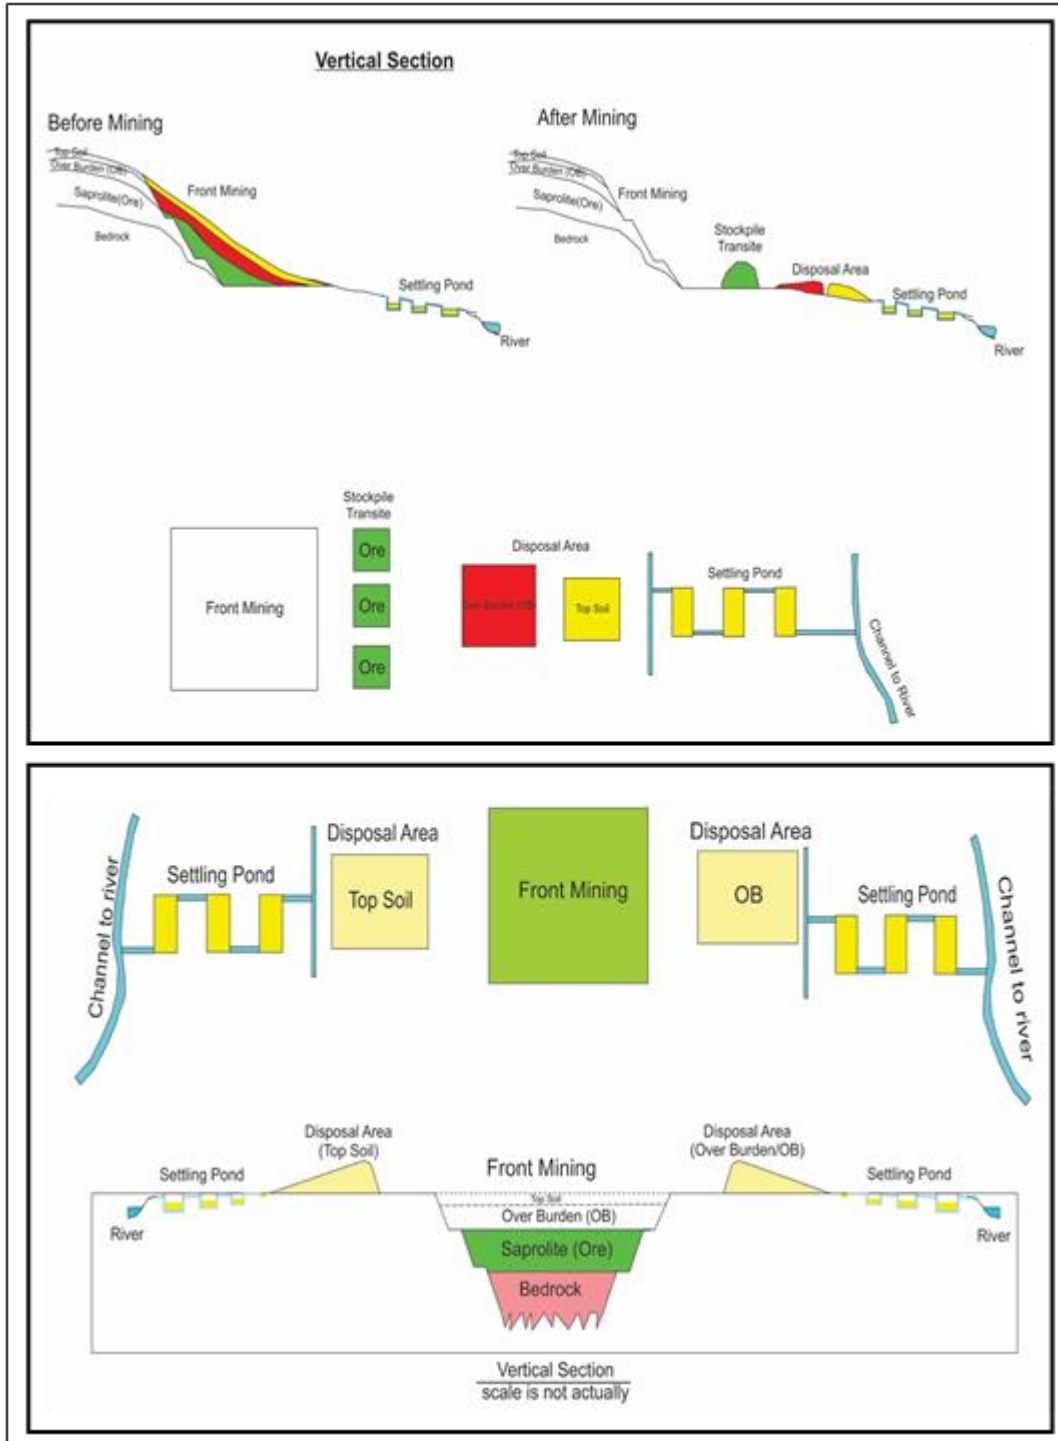 Vertical Section
Before Mining
After Mining
Top Soil
Over Burden (OB)
Saprolite(Ore)
Bedrock
Front Mining
Settling Pond
River
Top Soil
Over Burden (OB)
Saprolite(Ore)
Bedrock
Front Mining
Stockpile
Transite
Disposal Area
Settling Pond
River
Stockpile
Transite
Front Mining
Ore
Ore
Ore
Disposal Area
Over Burden (OB)
Top Soil
Settling Pond
Channel to River
Channel to river
Settling Pond
Disposal Area
Top Soil
Front Mining
Disposal Area
OB
Settling Pond
Channel to river
Disposal Area
(Top Soil)
Disposal Area
(Over Burden/OB)
Settling Pond
River
Front Mining
Top Soil
Over Burden (OB)
Saprolite (Ore)
Bedrock
Settling Pond
River
Vertical Section
scale is not actually